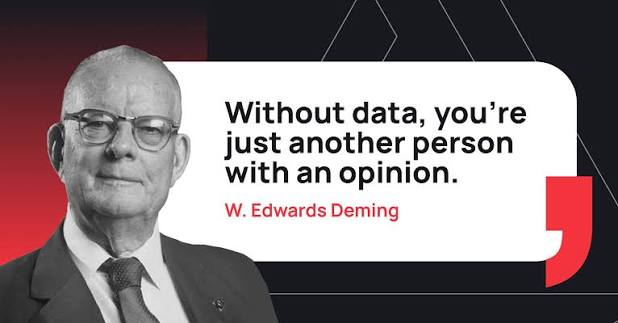 Without data, you’re
just another person
with an opinion.
W. Edwards Deming